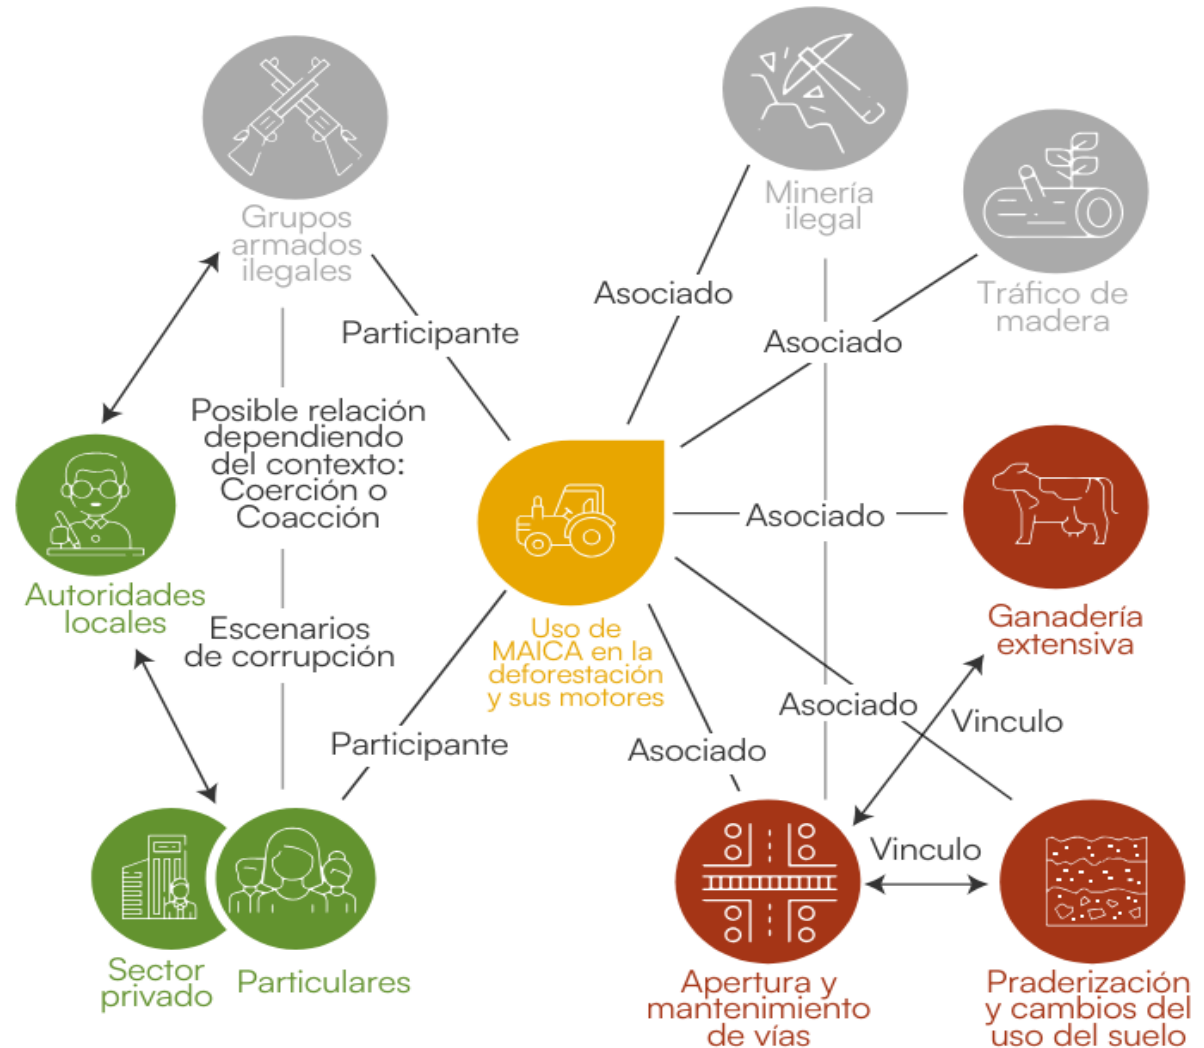 Grupos
armados
ilegales
Minería
ilegal
Tráfico de
madera
Asociado
Participante
Asociado
Posible relación
dependiendo
del contexto:
Coerción o
Coacción
Asociado
Autoridades
locales
Escenarios
de corrupción
Uso de
MAICA en la
deforestación
y sus motores
Ganadería
extensiva
Participante
Asociado
Asociado
Vinculo
Vinculo
Sector
privado
Particulares
Apertura y
mantenimiento
de vías
Praderización
y cambios del
uso del suelo